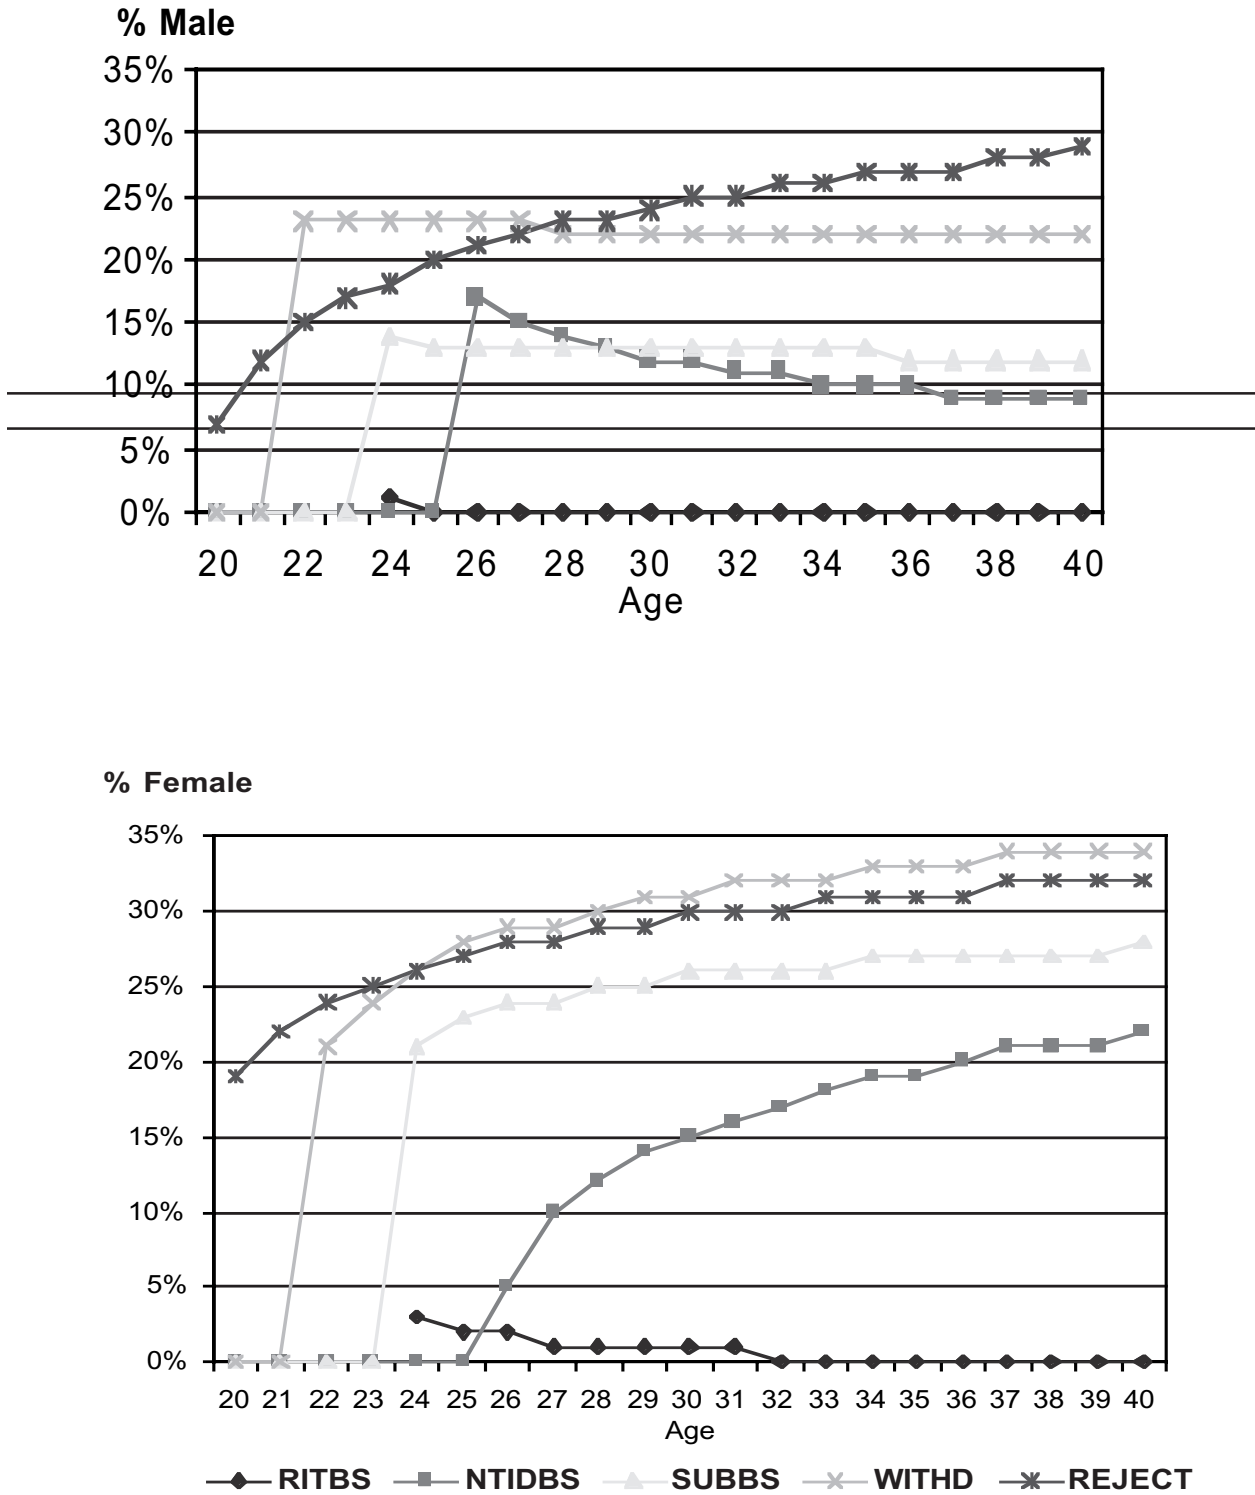 % Male
35%
30%
25%
20%
15%
10%
5%
0%
20 22 24 26 28 30 32 34 36 38 40
Age
% Female
35%
30%
25%
20%
15%
10%
5%
0%
20 21 22 23 24 25 26 27 28 29 30 31 32 33 34 35 36 37 38 39 40
Age
RITBS NTIDBS SUBBS WITHD REJECT